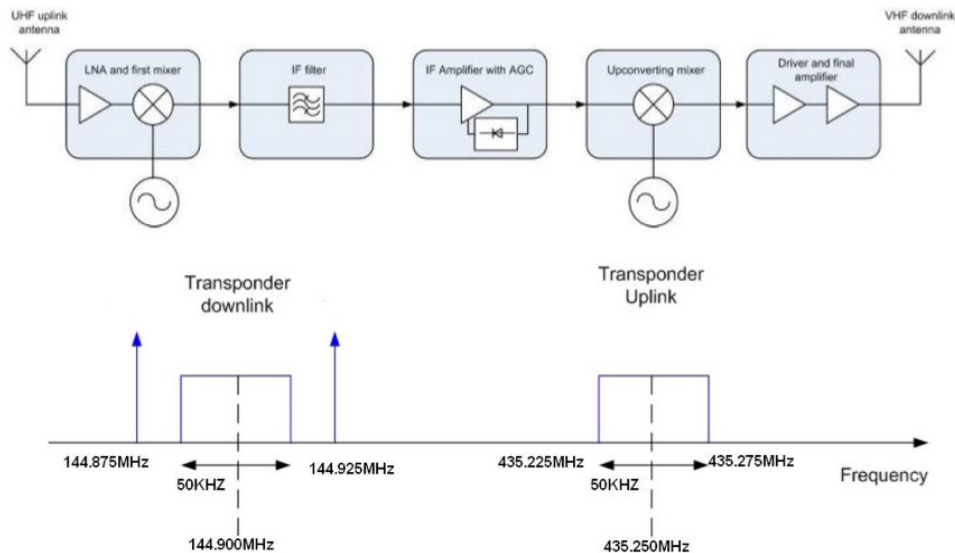 UHF uplink
antenna
VHF downlink
antenna
LNA and first mixer
IF filter
IF Amplifier with AGC
Upconverting mixer
Driver and final
amplifier
Transponder
downlink
Transponder
Uplink
144.875MHz
50KHZ
144.925MHz
435.225MHz
50KHZ
435.275MHz
Frequency
144.900MHz
435.250MHz